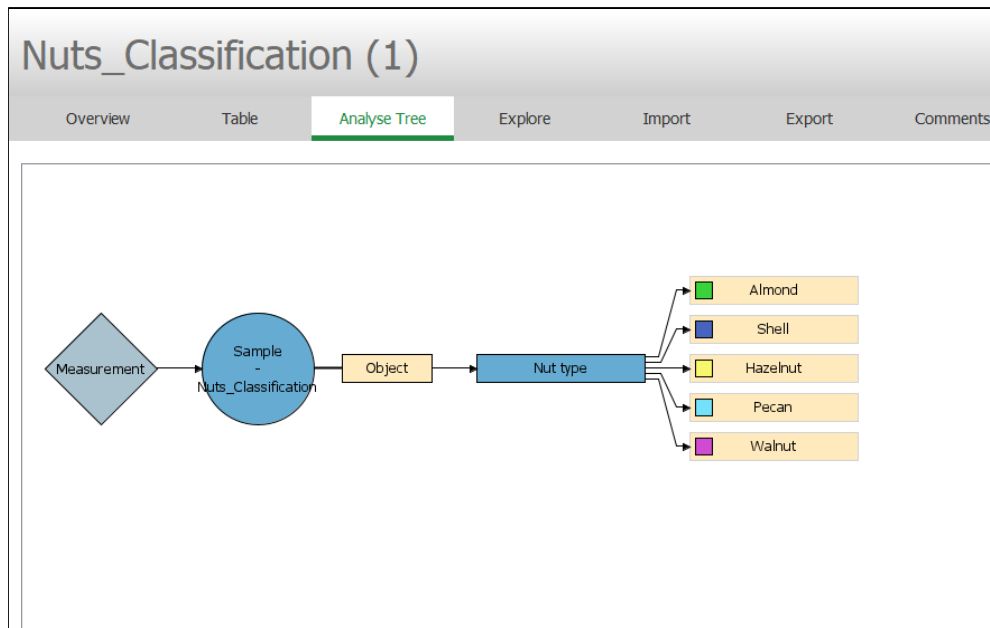 Nuts_Classification (1)
Overview Table Analyse Tree Explore Import Export Comments
Almond
Shell
Sample
-
Nuts_Classification
Measurement
Object
Nut type
Hazelnut
Pecan
Walnut